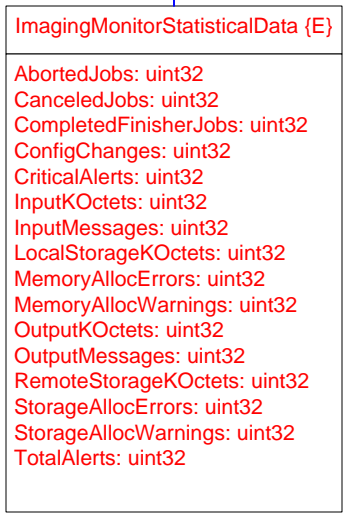 ImagingMonitorStatisticalData {E}
AbortedJobs: uint32
CanceledJobs: uint32
CompletedFinisherJobs: uint32
ConfigChanges: uint32
CriticalAlerts: uint32
InputKOctets: uint32
InputMessages: uint32
LocalStorageKOctets: uint32
MemoryAllocErrors: uint32
MemoryAllocWarnings: uint32
OutputKOctets: uint32
OutputMessages: uint32
RemoteStorageKOctets: uint32
StorageAllocErrors: uint32
StorageAllocWarnings: uint32
TotalAlerts: uint32